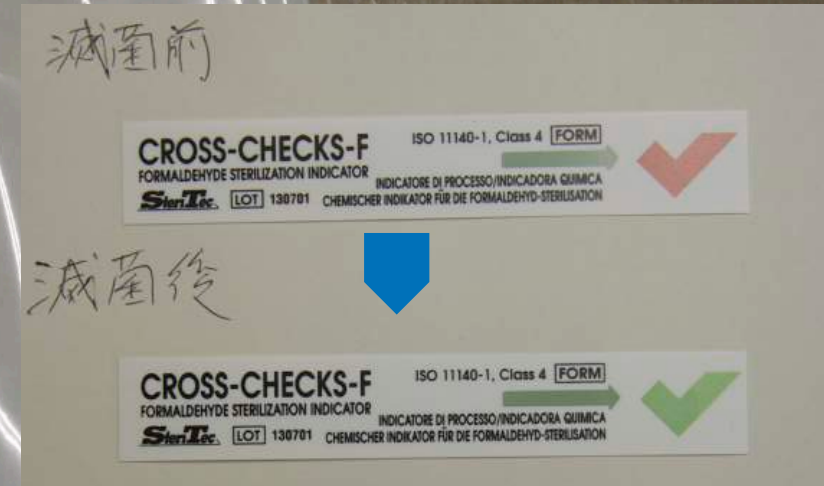 滅菌前
CROSS-CHECKS-F
ISO 11140-1, Class 4 FORM
FORMALDEHYDE STERILIZATION INDICATOR
INDICATORE DI PROCESSO/INDICADORA QUIMICA
SteriTec LOT 130701
CHEMISCHER INDIKATOR FÜR DIE FORMALDEHYD-STERILISATION
滅菌後
CROSS-CHECKS-F
ISO 11140-1, Class 4 FORM
FORMALDEHYDE STERILIZATION INDICATOR
INDICATORE DI PROCESSO/INDICADORA QUIMICA
SteriTec LOT 130701
CHEMISCHER INDIKATOR FÜR DIE FORMALDEHYD-STERILISATION